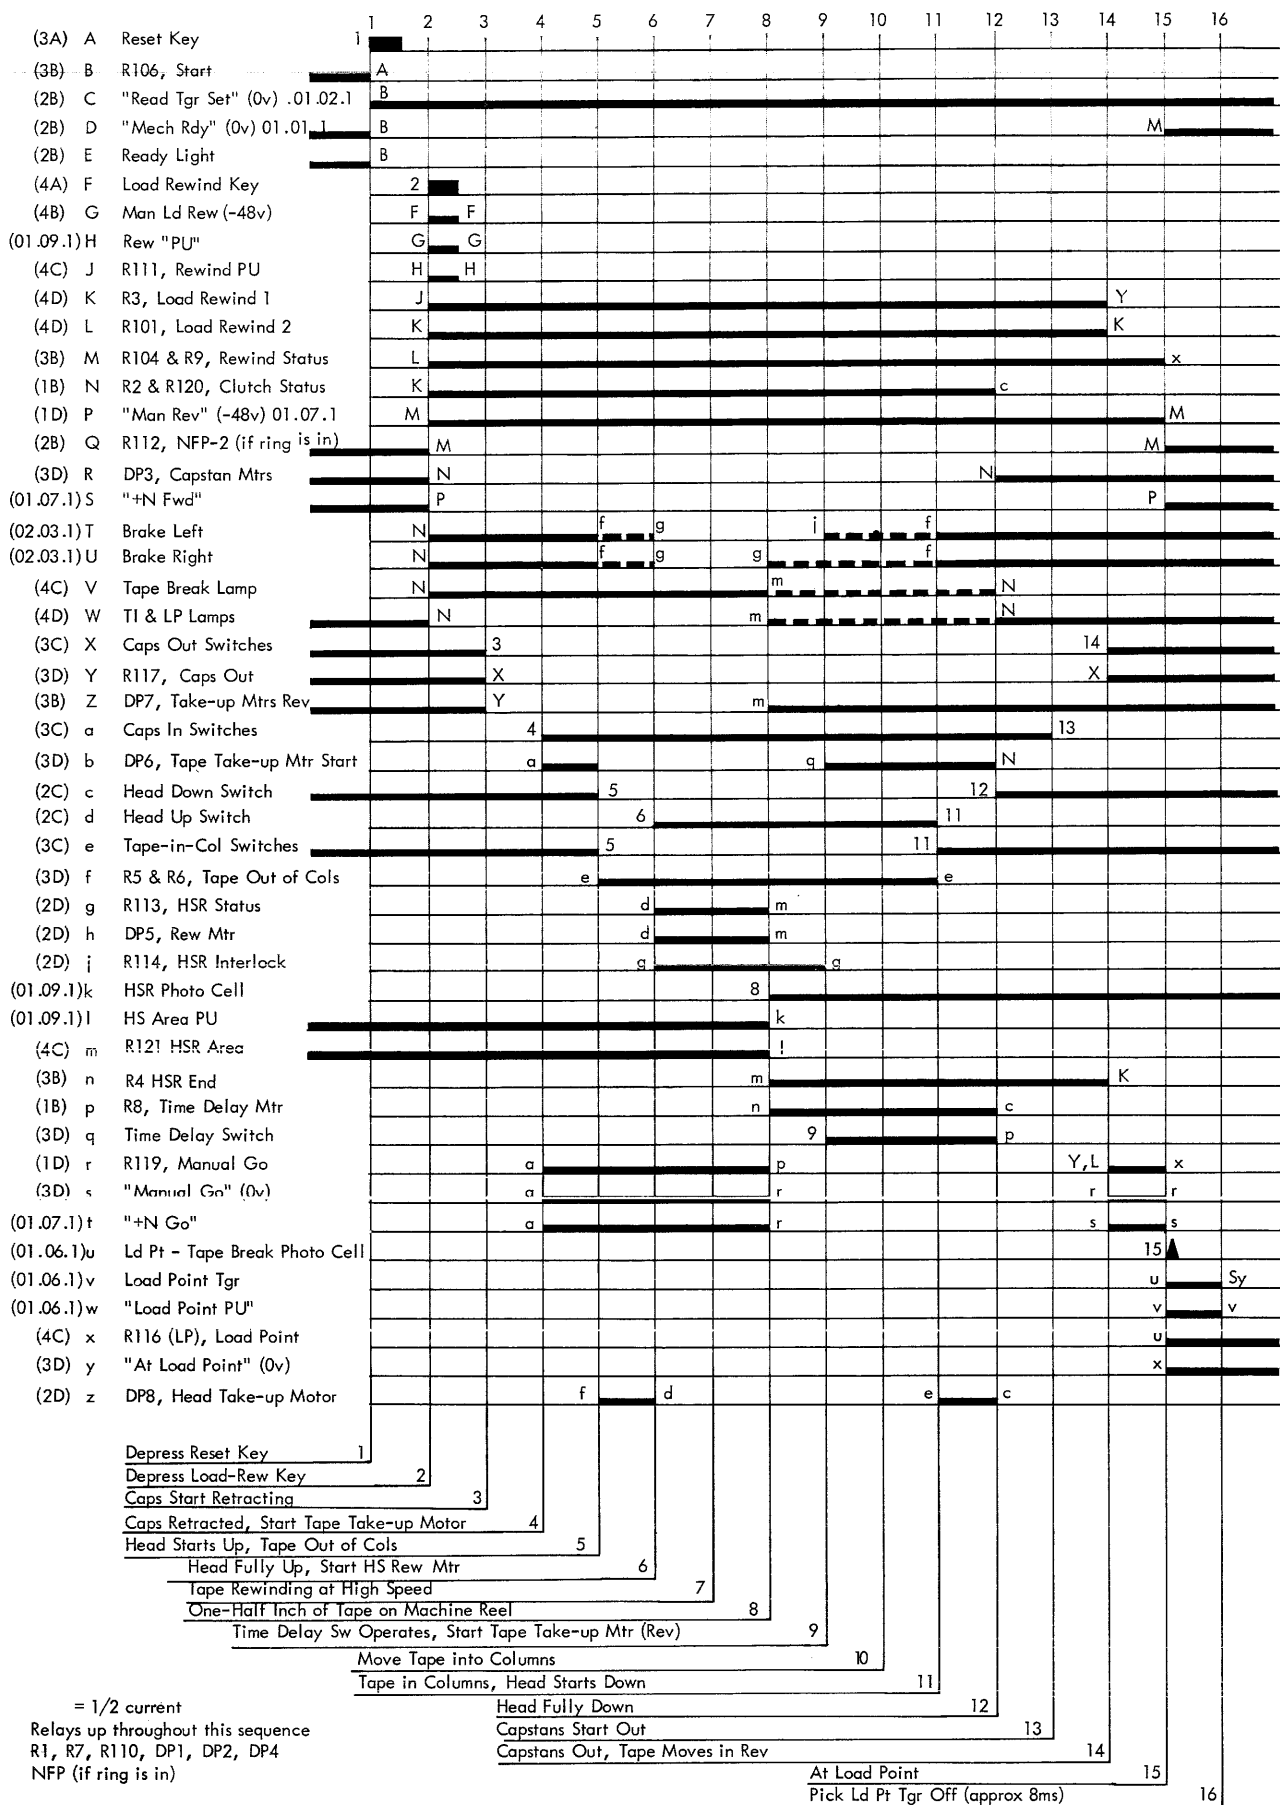 1 2 3 4 5 6 7 8 9 10 11 12 13 14 15 16
(3A) A Reset Key 1
(3B) B R106, Start A
(2B) C "Read Tgr Set" (0v) .01.02.1 B
(2B) D "Mech Rdy" (0v) 01.01.1 B M
(2B) E Ready Light B
(4A) F Load Rewind Key 2
(4B) G Man Ld Rew (-48v) F F
(01.09.1) H Rew "PU" G G
(4C) J R111, Rewind PU H H
(4D) K R3, Load Rewind 1 J Y
(4D) L R101, Load Rewind 2 K K
(3B) M R104 & R9, Rewind Status L x
(1B) N R2 & R120, Clutch Status K c
(1D) P "Man Rev" (-48v) 01.07.1 M M
(2B) Q R112, NFP-2 (if ring is in) M M
(3D) R DP3, Capstan Mtrs N N
(01.07.1) S "+N Fwd" P P
(02.03.1) T Brake Left N f g j f
(02.03.1) U Brake Right N f g g f
(4C) V Tape Break Lamp N m N
(4D) W TI & LP Lamps N m N
(3C) X Caps Out Switches 3 14
(3D) Y R117, Caps Out X X
(3B) Z DP7, Take-up Mtrs Rev Y m
(3C) a Caps In Switches 4 13
(3D) b DP6, Tape Take-up Mtr Start a q N
(2C) c Head Down Switch 5 12
(2C) d Head Up Switch 6 11
(3C) e Tape-in-Col Switches 5 11
(3D) f R5 & R6, Tape Out of Cols e e
(2D) g R113, HSR Status d m
(2D) h DP5, Rew Mtr d m
(2D) j R114, HSR Interlock g g
(01.09.1) k HSR Photo Cell 8
(01.09.1) l HS Area PU k
(4C) m R121 HSR Area l
(3B) n R4 HSR End m K
(1B) p R8, Time Delay Mtr n c
(3D) q Time Delay Switch 9 p
(1D) r R119, Manual Go a p Y,L x
(3D) s "Manual Go" (0v) a r r r
(01.07.1) t "+N Go" a r s s
(01.06.1) u Ld Pt - Tape Break Photo Cell 15
(01.06.1) v Load Point Tgr u Sy
(01.06.1) w "Load Point PU" v v
(4C) x R116 (LP), Load Point u
(3D) y "At Load Point" (0v) x
(2D) z DP8, Head Take-up Motor f d e c
Depress Reset Key 1
Depress Load-Rew Key 2
Caps Start Retracting 3
Caps Retracted, Start Tape Take-up Motor 4
Head Starts Up, Tape Out of Cols 5
Head Fully Up, Start HS Rew Mtr 6
Tape Rewinding at High Speed 7
One-Half Inch of Tape on Machine Reel 8
Time Delay Sw Operates, Start Tape Take-up Mtr (Rev) 9
Move Tape into Columns 10
Tape in Columns, Head Starts Down 11
Head Fully Down 12
Capstans Start Out 13
Capstans Out, Tape Moves in Rev 14
At Load Point 15
Pick Ld Pt Tgr Off (approx 8ms) 16
= 1/2 current
Relays up throughout this sequence
R1, R7, R110, DP1, DP2, DP4
NFP (if ring is in)